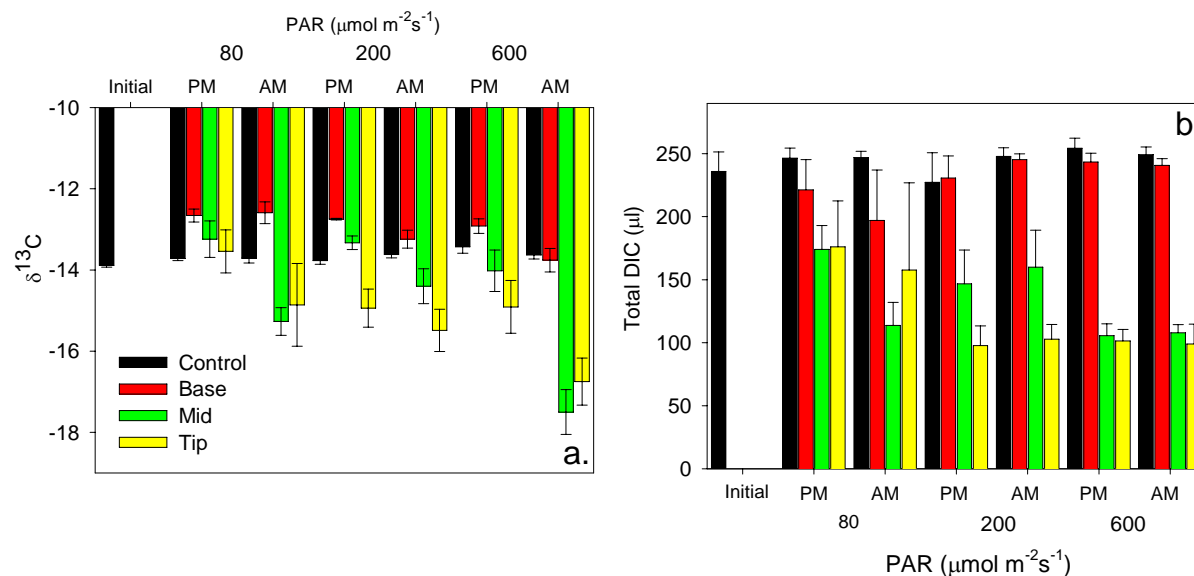 PAR (μmol m⁻²s⁻¹)
80 200 600
Initial PM AM PM AM PM AM
-10
-12
-14
-16
-18
δ¹³C
Control
Base
Mid
Tip
a.
b
250
200
150
100
50
0
Total DIC (μl)
Initial PM AM PM AM PM AM
80 200 600
PAR (μmol m⁻²s⁻¹)